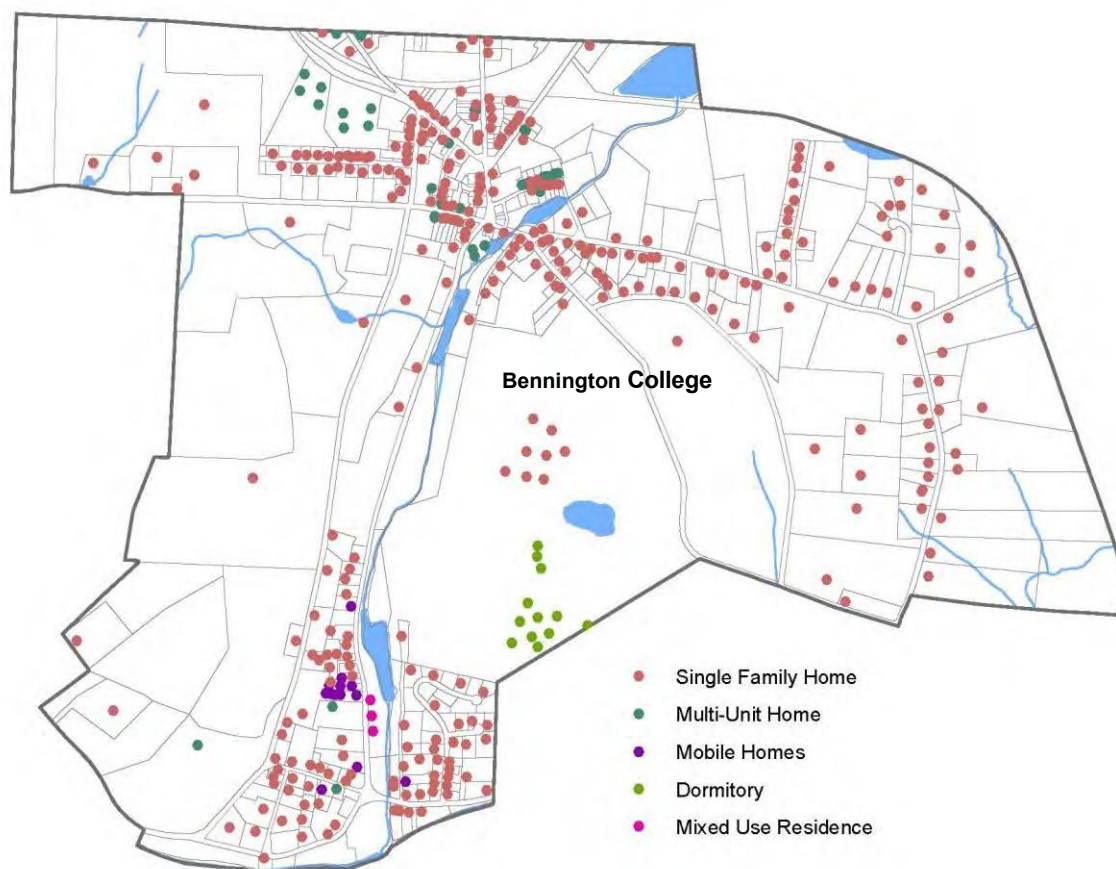 Bennington College
Single Family Home
Multi-Unit Home
Mobile Homes
Dormitory
Mixed Use Residence